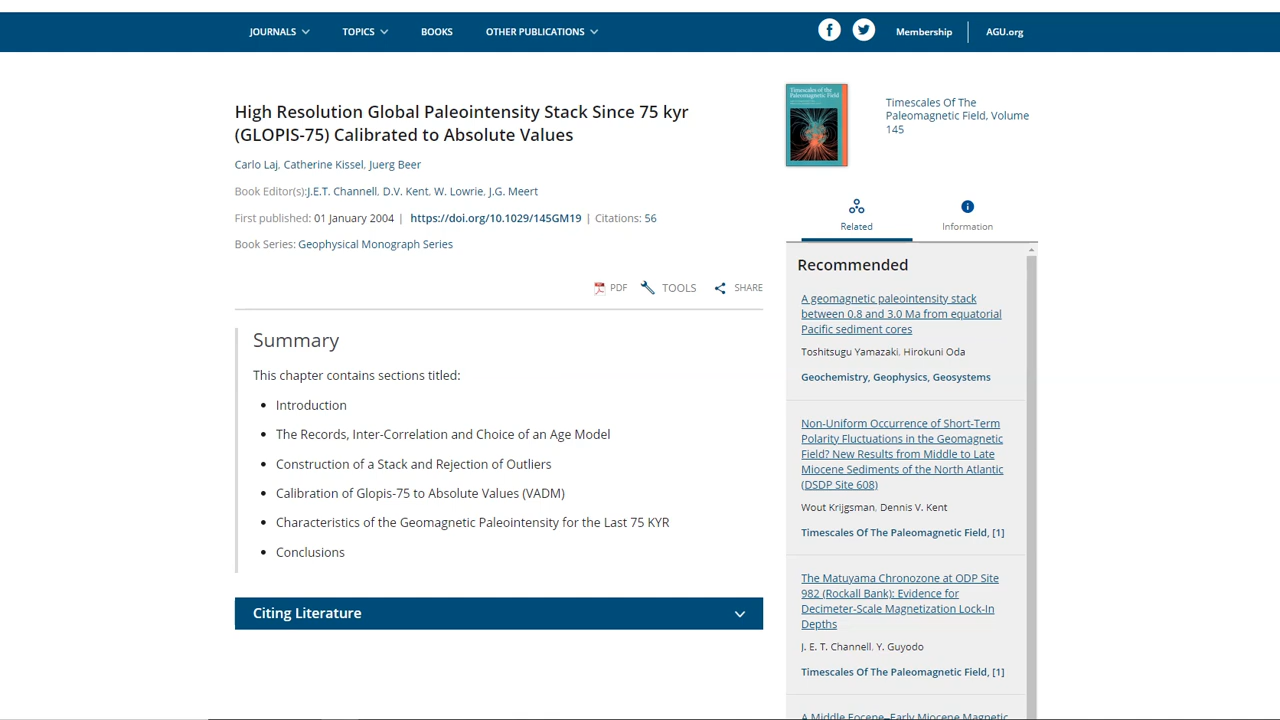 JOURNALS
TOPICS
BOOKS
OTHER PUBLICATIONS
Membership
AGU.org
High Resolution Global Paleointensity Stack Since 75 kyr
(GLOPIS-75) Calibrated to Absolute Values
Carlo Laj, Catherine Kissel, Juerg Beer
Book Editor(s):J.E.T. Channell, D.V. Kent, W. Lowrie, J.G. Meert
First published: 01 January 2004 | https://doi.org/10.1029/145GM19 | Citations: 56
Book Series: Geophysical Monograph Series
PDF
TOOLS
SHARE
Summary
This chapter contains sections titled:
• Introduction
• The Records, Inter-Correlation and Choice of an Age Model
• Construction of a Stack and Rejection of Outliers
• Calibration of Glopis-75 to Absolute Values (VADM)
• Characteristics of the Geomagnetic Paleointensity for the Last 75 KYR
• Conclusions
Citing Literature
Timescales of the
Paleomagnetic Field
Timescales Of The
Paleomagnetic Field, Volume
145
Related
Information
Recommended
A geomagnetic paleointensity stack
between 0.8 and 3.0 Ma from equatorial
Pacific sediment cores
Toshitsugu Yamazaki, Hirokuni Oda
Geochemistry, Geophysics, Geosystems
Non-Uniform Occurrence of Short-Term
Polarity Fluctuations in the Geomagnetic
Field? New Results from Middle to Late
Miocene Sediments of the North Atlantic
(DSDP Site 608)
Wout Krijgsman, Dennis V. Kent
Timescales Of The Paleomagnetic Field, [1]
The Matuyama Chronozone at ODP Site
982 (Rockall Bank): Evidence for
Decimeter-Scale Magnetization Lock-In
Depths
J. E. T. Channell, Y. Guyodo
Timescales Of The Paleomagnetic Field, [1]
A Middle Eocene–Early Miocene Magnetic